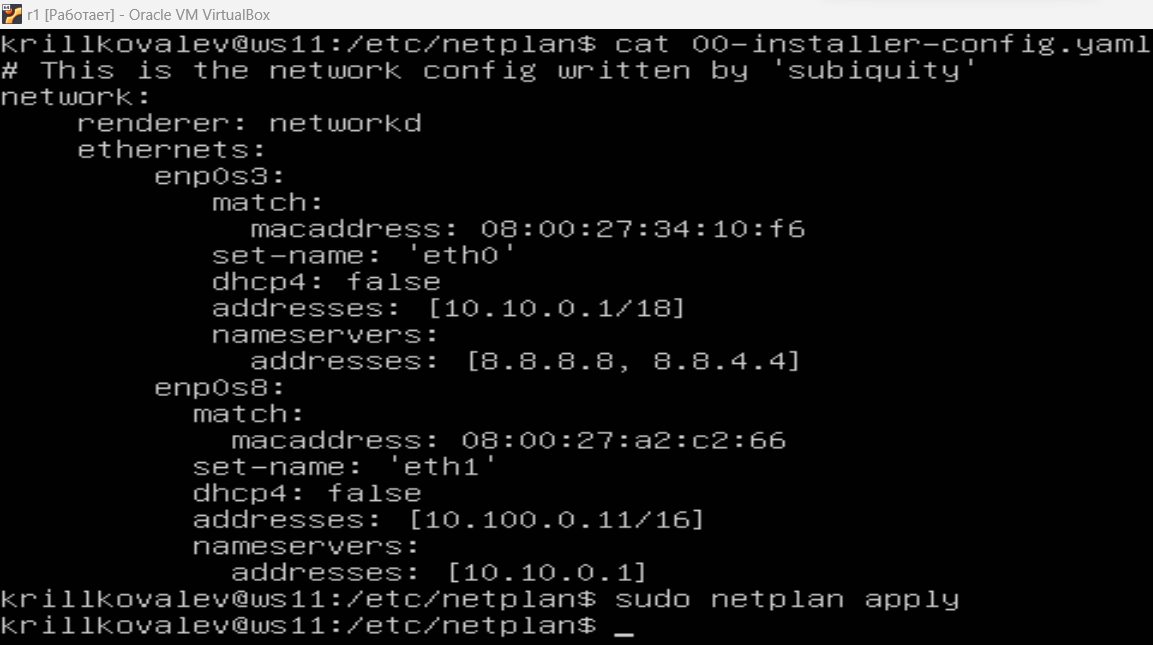 r1 [Работает] - Oracle VM VirtualBox
krillkovalev@ws11:/etc/netplan$ cat 00-installer-config.yaml
# This is the network config written by 'subiquity'
network:
    renderer: networkd
    ethernets:
        enp0s3:
           match:
             macaddress: 08:00:27:34:10:f6
           set-name: 'eth0'
           dhcp4: false
           addresses: [10.10.0.1/18]
           nameservers:
             addresses: [8.8.8.8, 8.8.4.4]
        enp0s8:
          match:
            macaddress: 08:00:27:a2:c2:66
          set-name: 'eth1'
          dhcp4: false
          addresses: [10.100.0.11/16]
          nameservers:
            addresses: [10.10.0.1]
krillkovalev@ws11:/etc/netplan$ sudo netplan apply
krillkovalev@ws11:/etc/netplan$ _